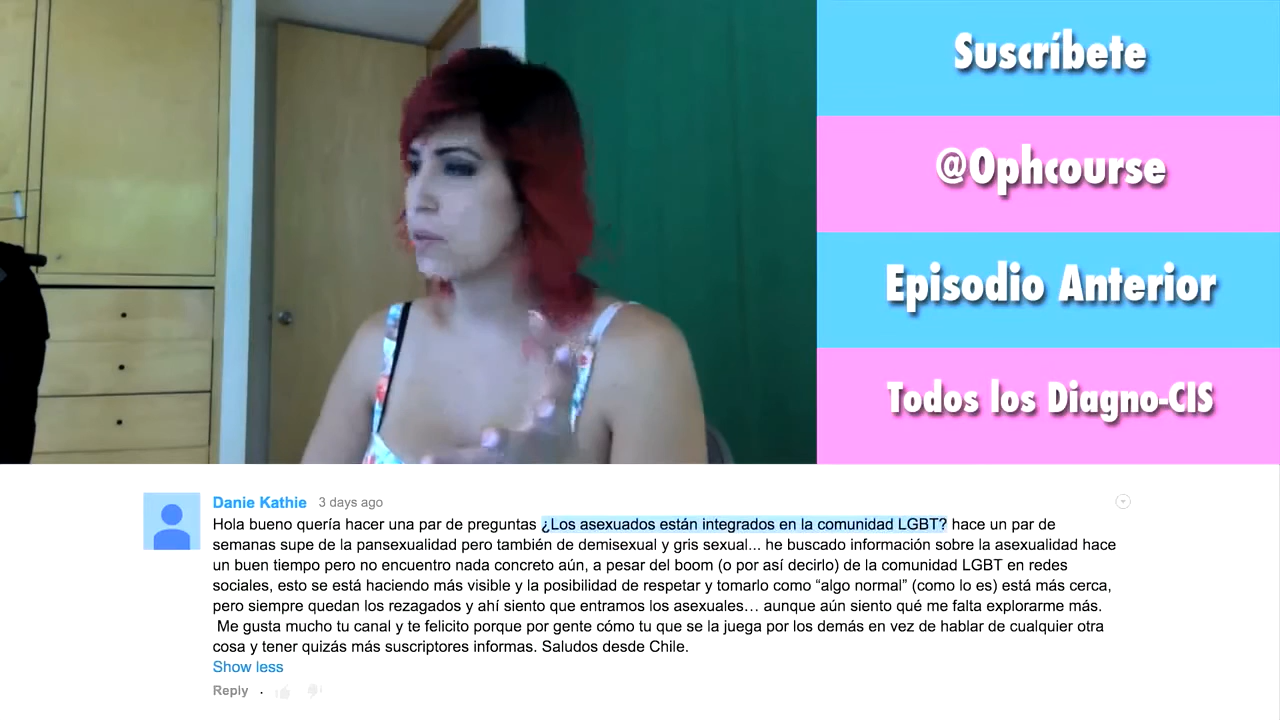 Suscríbete
@Ophcourse
Episodio Anterior
Todos los Diagno-CIS
Danie Kathie 3 days ago
Hola bueno quería hacer una par de preguntas ¿Los asexuados están integrados en la comunidad LGBT? hace un par de
semanas supe de la pansexualidad pero también de demisexual y gris sexual... he buscado información sobre la asexualidad hace
un buen tiempo pero no encuentro nada concreto aún, a pesar del boom (o por así decirlo) de la comunidad LGBT en redes
sociales, esto se está haciendo más visible y la posibilidad de respetar y tomarlo como “algo normal” (como lo es) está más cerca,
pero siempre quedan los rezagados y ahí siento que entramos los asexuales… aunque aún siento qué me falta explorarme más.
Me gusta mucho tu canal y te felicito porque por gente cómo tu que se la juega por los demás en vez de hablar de cualquier otra
cosa y tener quizás más suscriptores informas. Saludos desde Chile.
Show less
Reply .